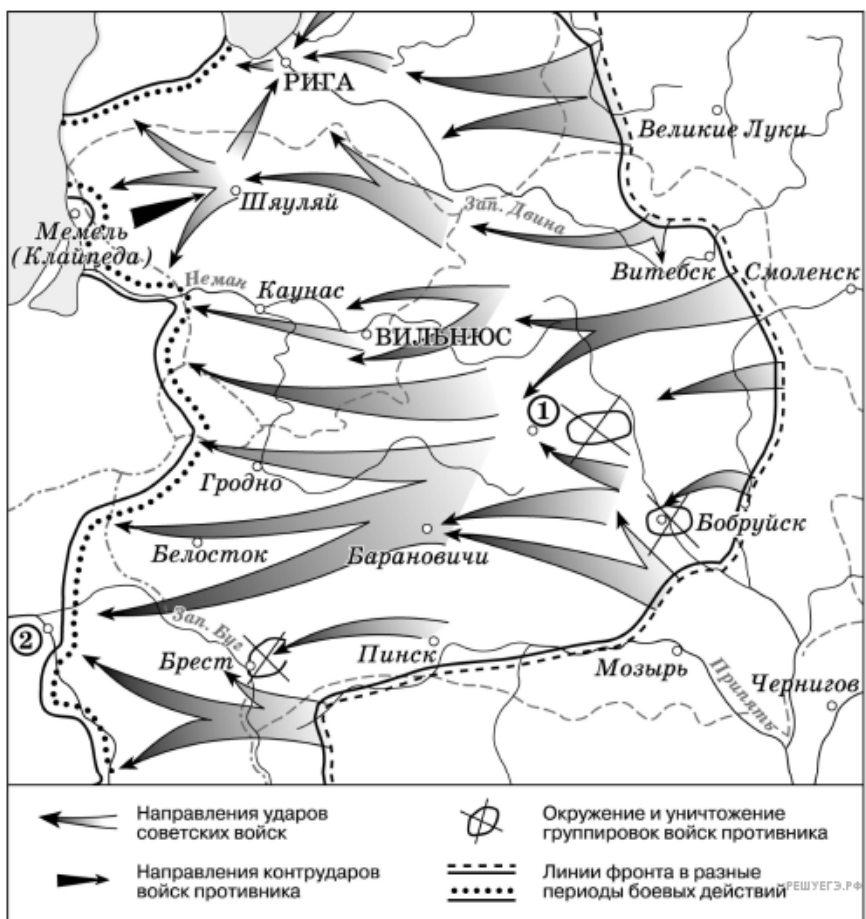 РИГА
Великие Луки
Шяуляй
Зап. Двина
Мемель
(Клайпеда)
Витебск
Смоленск
Неман
Каунас
ВИЛЬНЮС
1
Гродно
Бобруйск
Белосток
Барановичи
Зап. Буг
2
Брест
Пинск
Мозырь
Припять
Чернигов
Направления ударов
советских войск
Окружение и уничтожение
группировок войск противника
Направления контрударов
войск противника
Линии фронта в разные
периоды боевых действий
РЕШУЕГЭ.РФ